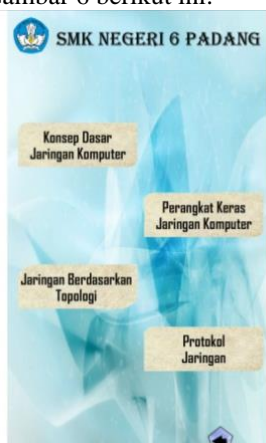 gambar 6 berikut ini:
SMK NEGERI 6 PADANG
Konsep Dasar
Jaringan Komputer
Perangkat Keras
Jaringan Komputer
Jaringan Berdasarkan
Topologi
Protokol
Jaringan